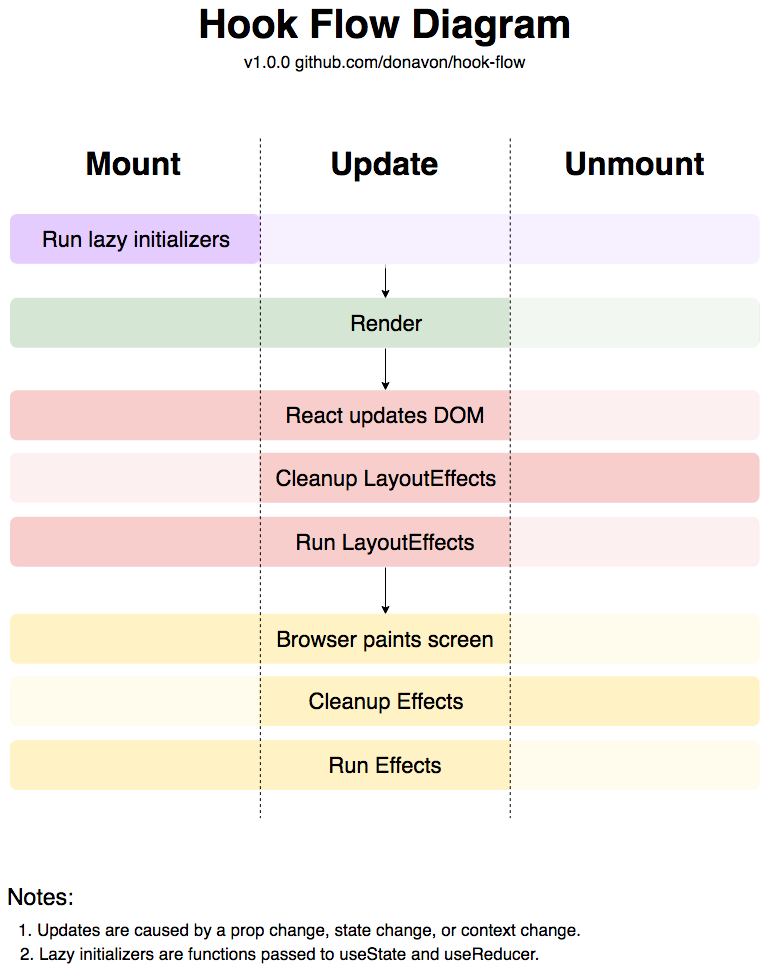 Hook Flow Diagram
v1.0.0 github.com/donavon/hook-flow
Mount Update Unmount
Run lazy initializers
Render
React updates DOM
Cleanup LayoutEffects
Run LayoutEffects
Browser paints screen
Cleanup Effects
Run Effects
Notes:
1. Updates are caused by a prop change, state change, or context change.
2. Lazy initializers are functions passed to useState and useReducer.